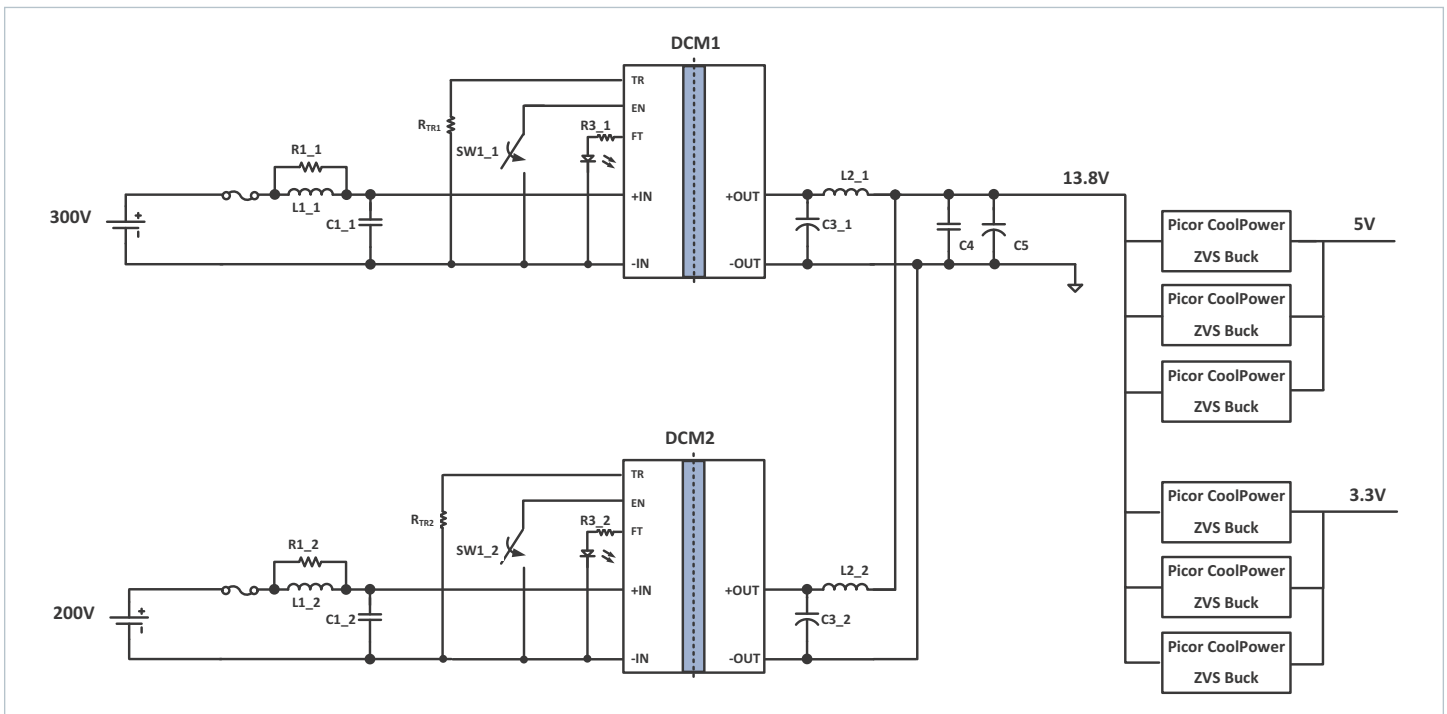 DCM1
TR
EN
FT
+IN
-IN
+OUT
-OUT
RTR1
SW1_1
R3_1
R1_1
L1_1
C1_1
300V
+
L2_1
C3_1
C4
C5
13.8V
Picor CoolPower
ZVS Buck
Picor CoolPower
ZVS Buck
Picor CoolPower
ZVS Buck
5V
DCM2
TR
EN
FT
+IN
-IN
+OUT
-OUT
RTR2
SW1_2
R3_2
R1_2
L1_2
C1_2
200V
+
L2_2
C3_2
Picor CoolPower
ZVS Buck
Picor CoolPower
ZVS Buck
Picor CoolPower
ZVS Buck
3.3V